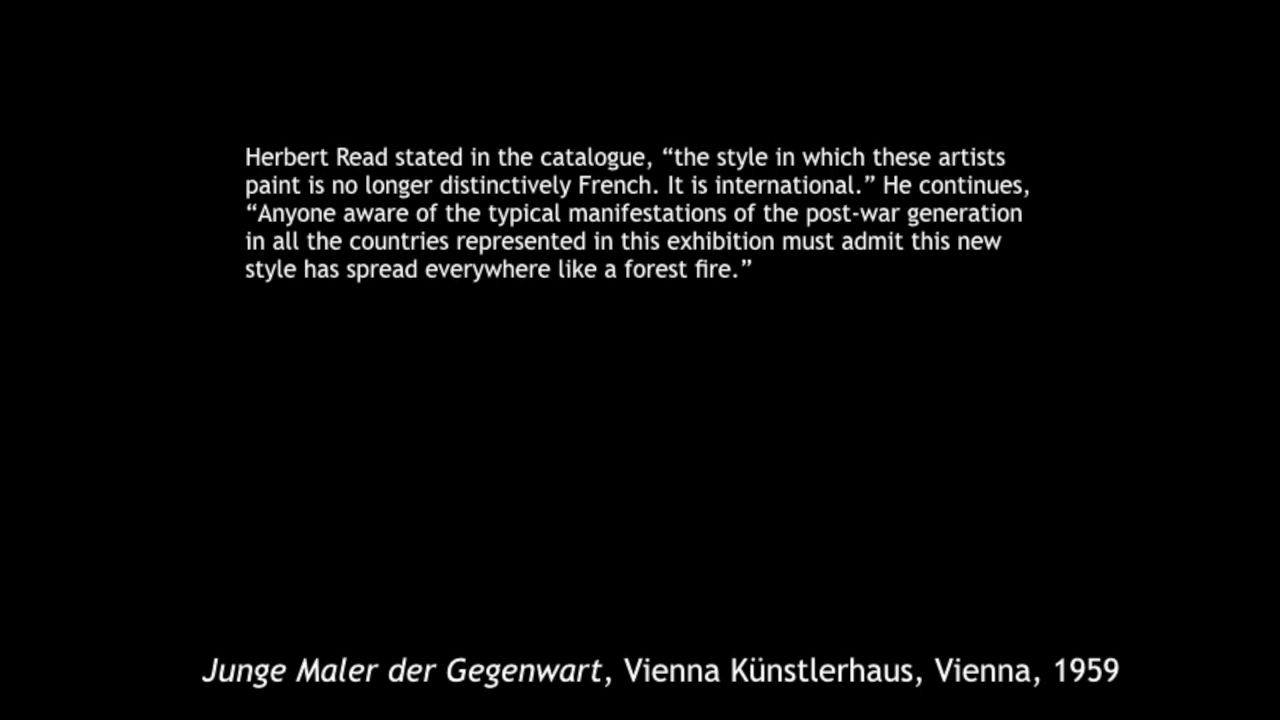 Herbert Read stated in the catalogue, “the style in which these artists
paint is no longer distinctively French. It is international.” He continues,
“Anyone aware of the typical manifestations of the post-war generation
in all the countries represented in this exhibition must admit this new
style has spread everywhere like a forest fire.”
Junge Maler der Gegenwart, Vienna Künstlerhaus, Vienna, 1959